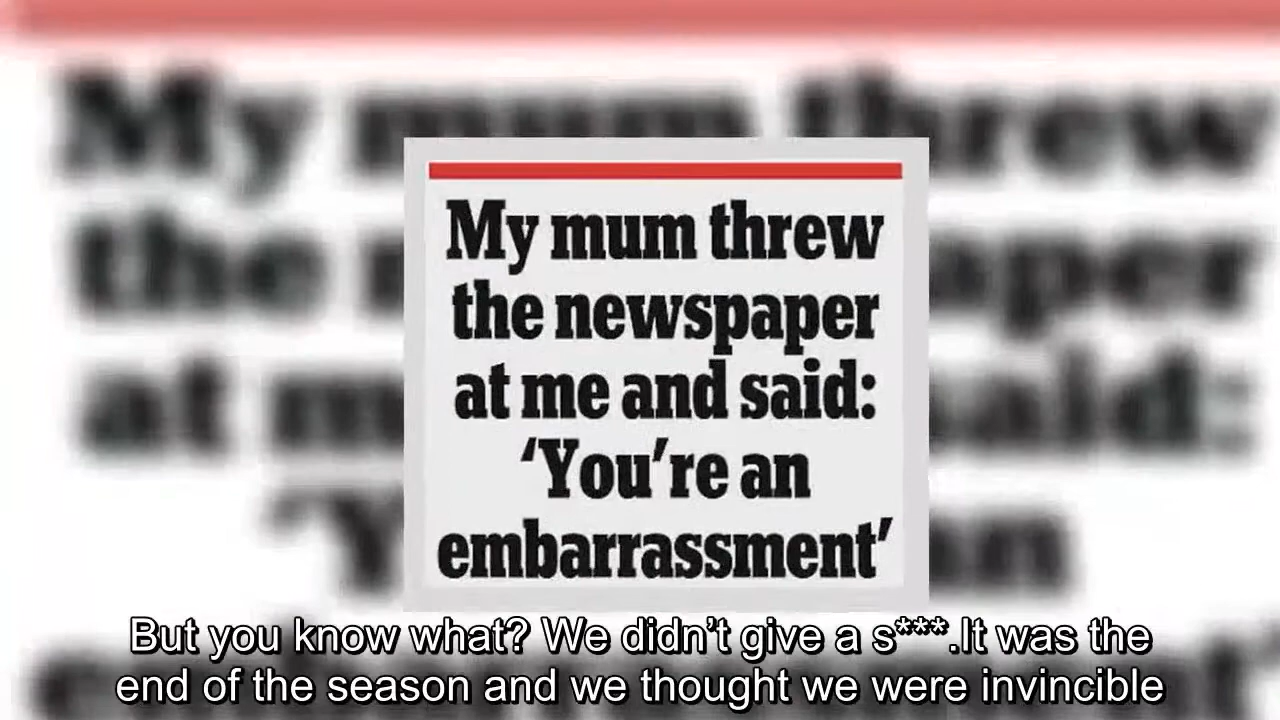 My mum threw
the newspaper
at me and said:
‘You’re an
embarrassment’
But you know what? We didn’t give a s*** .It was the
end of the season and we thought we were invincible